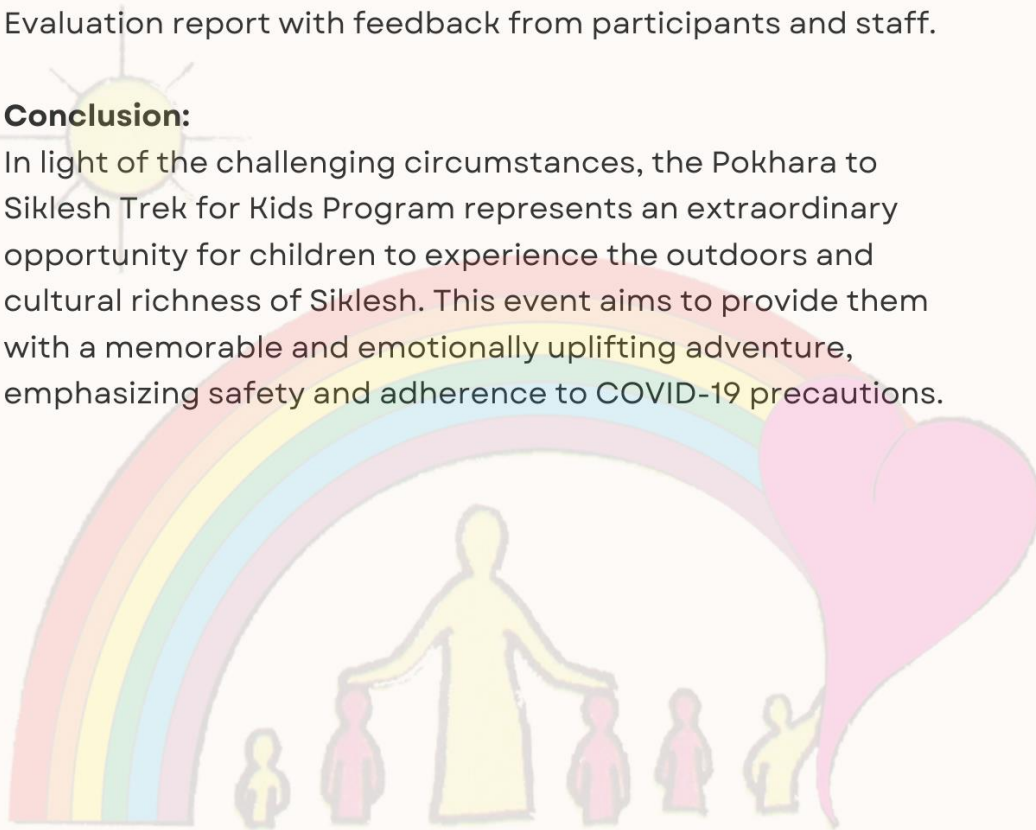 Evaluation report with feedback from participants and staff.
Conclusion:
In light of the challenging circumstances, the Pokhara to
Siklesh Trek for Kids Program represents an extraordinary
opportunity for children to experience the outdoors and
cultural richness of Siklesh. This event aims to provide them
with a memorable and emotionally uplifting adventure,
emphasizing safety and adherence to COVID-19 precautions.